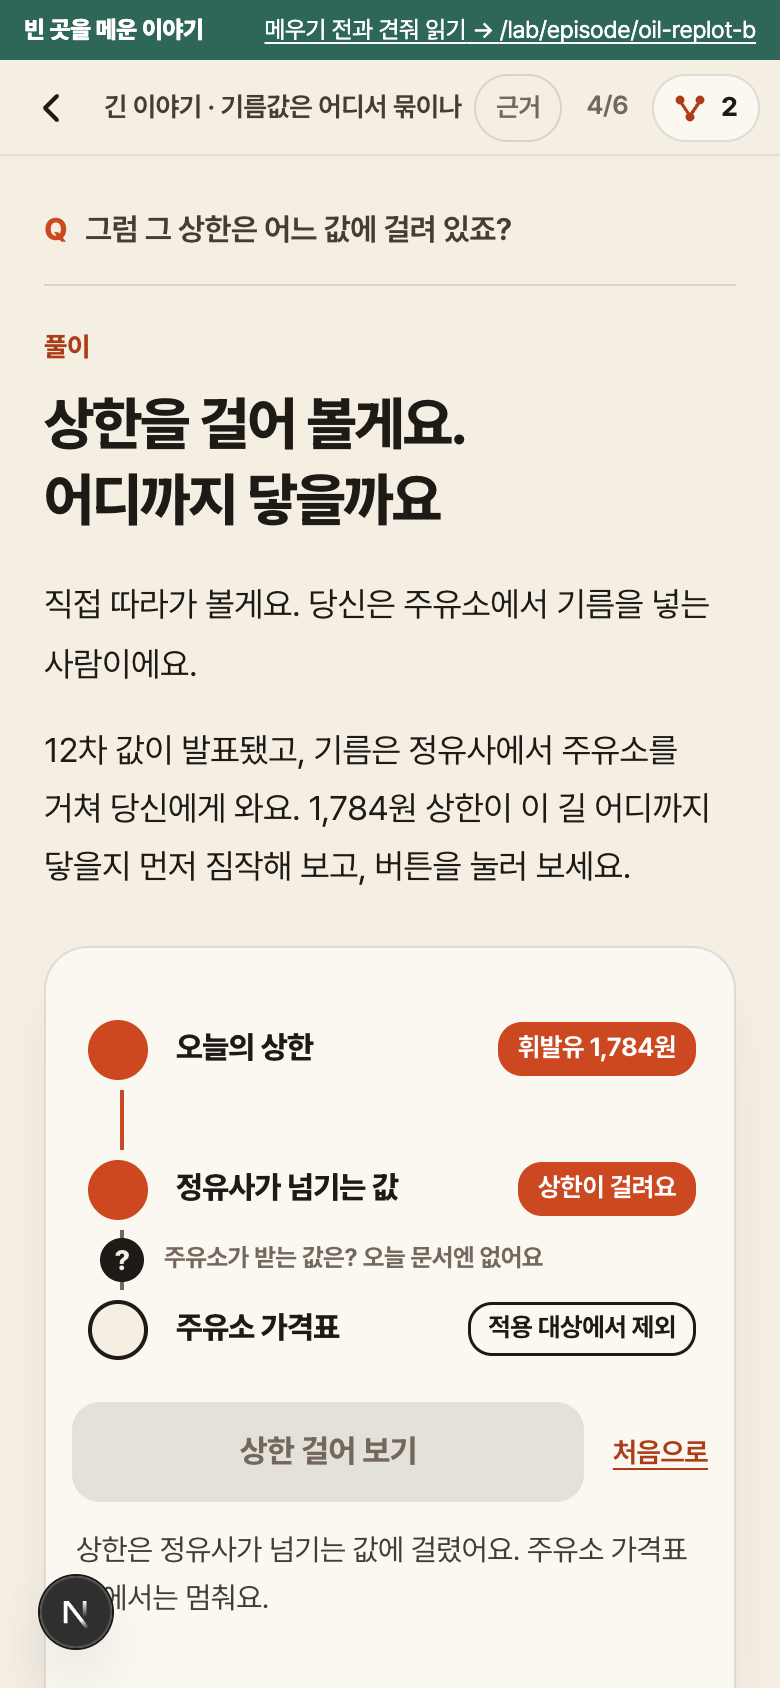 빈 곳을 메운 이야기
메우기 전과 견줘 읽기 → /lab/episode/oil-replot-b
긴 이야기 · 기름값은 어디서 묶이나
근거
4/6
2
Q 그럼 그 상한은 어느 값에 걸려 있죠?
풀이
상한을 걸어 볼게요.
어디까지 닿을까요
직접 따라가 볼게요. 당신은 주유소에서 기름을 넣는
사람이에요.
12차 값이 발표됐고, 기름은 정유사에서 주유소를
거쳐 당신에게 와요. 1,784원 상한이 이 길 어디까지
닿을지 먼저 짐작해 보고, 버튼을 눌러 보세요.
오늘의 상한
휘발유 1,784원
정유사가 넘기는 값
상한이 걸려요
? 주유소가 받는 값은? 오늘 문서엔 없어요
주유소 가격표
적용 대상에서 제외
상한 걸어 보기
처음으로
상한은 정유사가 넘기는 값에 걸렸어요. 주유소 가격표
에서는 멈춰요.
N